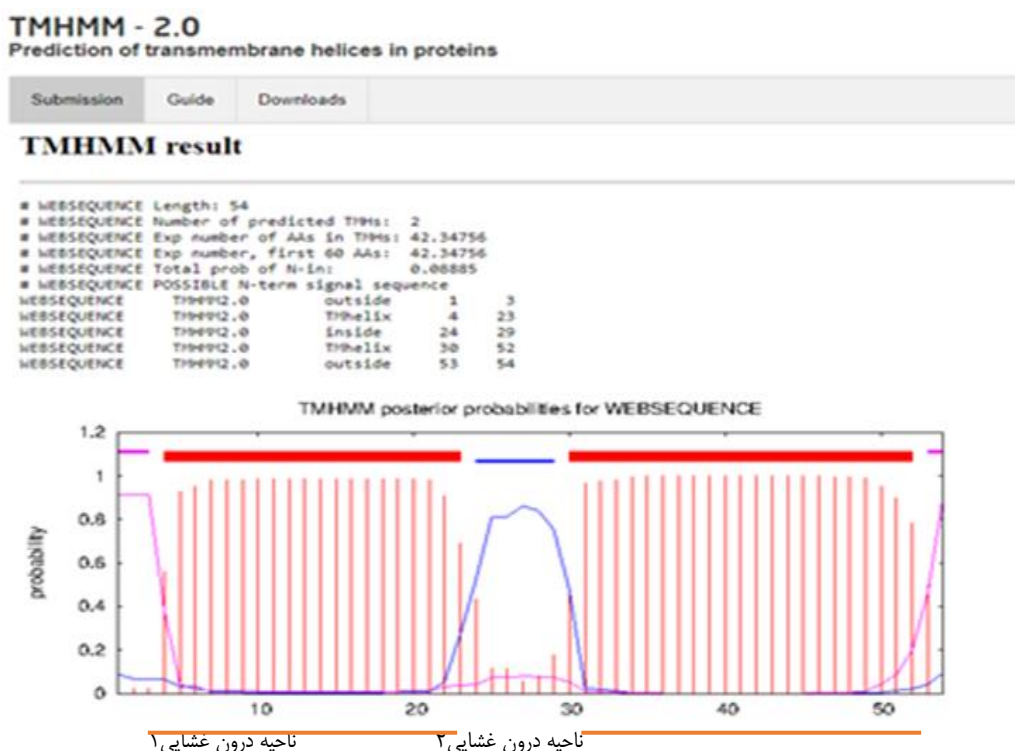 TMHMM - 2.0
Prediction of transmembrane helices in proteins
Submission Guide Downloads
TMHMM result
# WEBSEQUENCE Length: 54
# WEBSEQUENCE Number of predicted TMHs: 2
# WEBSEQUENCE Exp number of AAs in TMHs: 42.34756
# WEBSEQUENCE Exp number, first 60 AAs: 42.34756
# WEBSEQUENCE Total prob of N-in: 0.08885
# WEBSEQUENCE POSSIBLE N-term signal sequence
WEBSEQUENCE TMHMM2.0 outside 1 3
WEBSEQUENCE TMHMM2.0 TMhelix 4 23
WEBSEQUENCE TMHMM2.0 inside 24 29
WEBSEQUENCE TMHMM2.0 TMhelix 30 52
WEBSEQUENCE TMHMM2.0 outside 53 54
TMHMM posterior probabilities for WEBSEQUENCE
1.2
1
0.8
0.6
0.4
0.2
0
probability
10 20 30 40 50
ناحیه درون غشایی۱ ناحیه درون غشایی۲